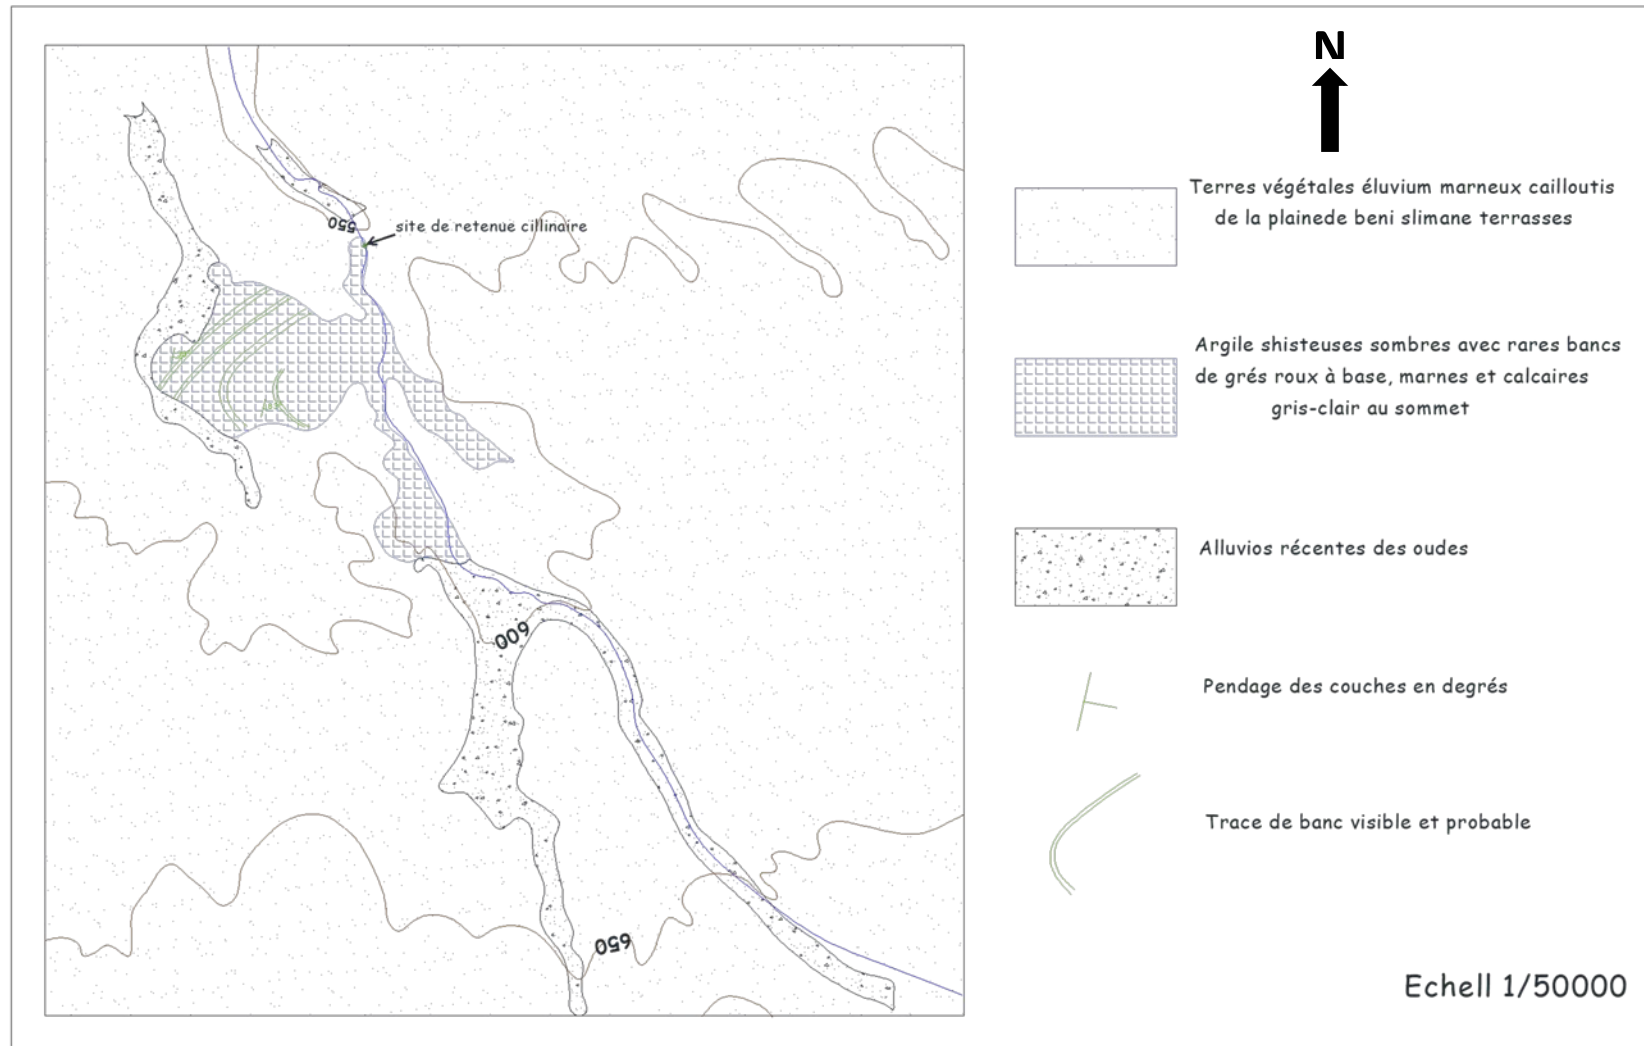 N
Terres végétales éluvium marneux cailloutis
de la plainede beni slimane terrasses
550
site de retenue cillinaire
Argile shisteuses sombres avec rares bancs
de grés roux à base, marnes et calcaires
gris-clair au sommet
Alluvios récentes des oudes
600
Pendage des couches en degrés
Trace de banc visible et probable
650
Echell 1/50000